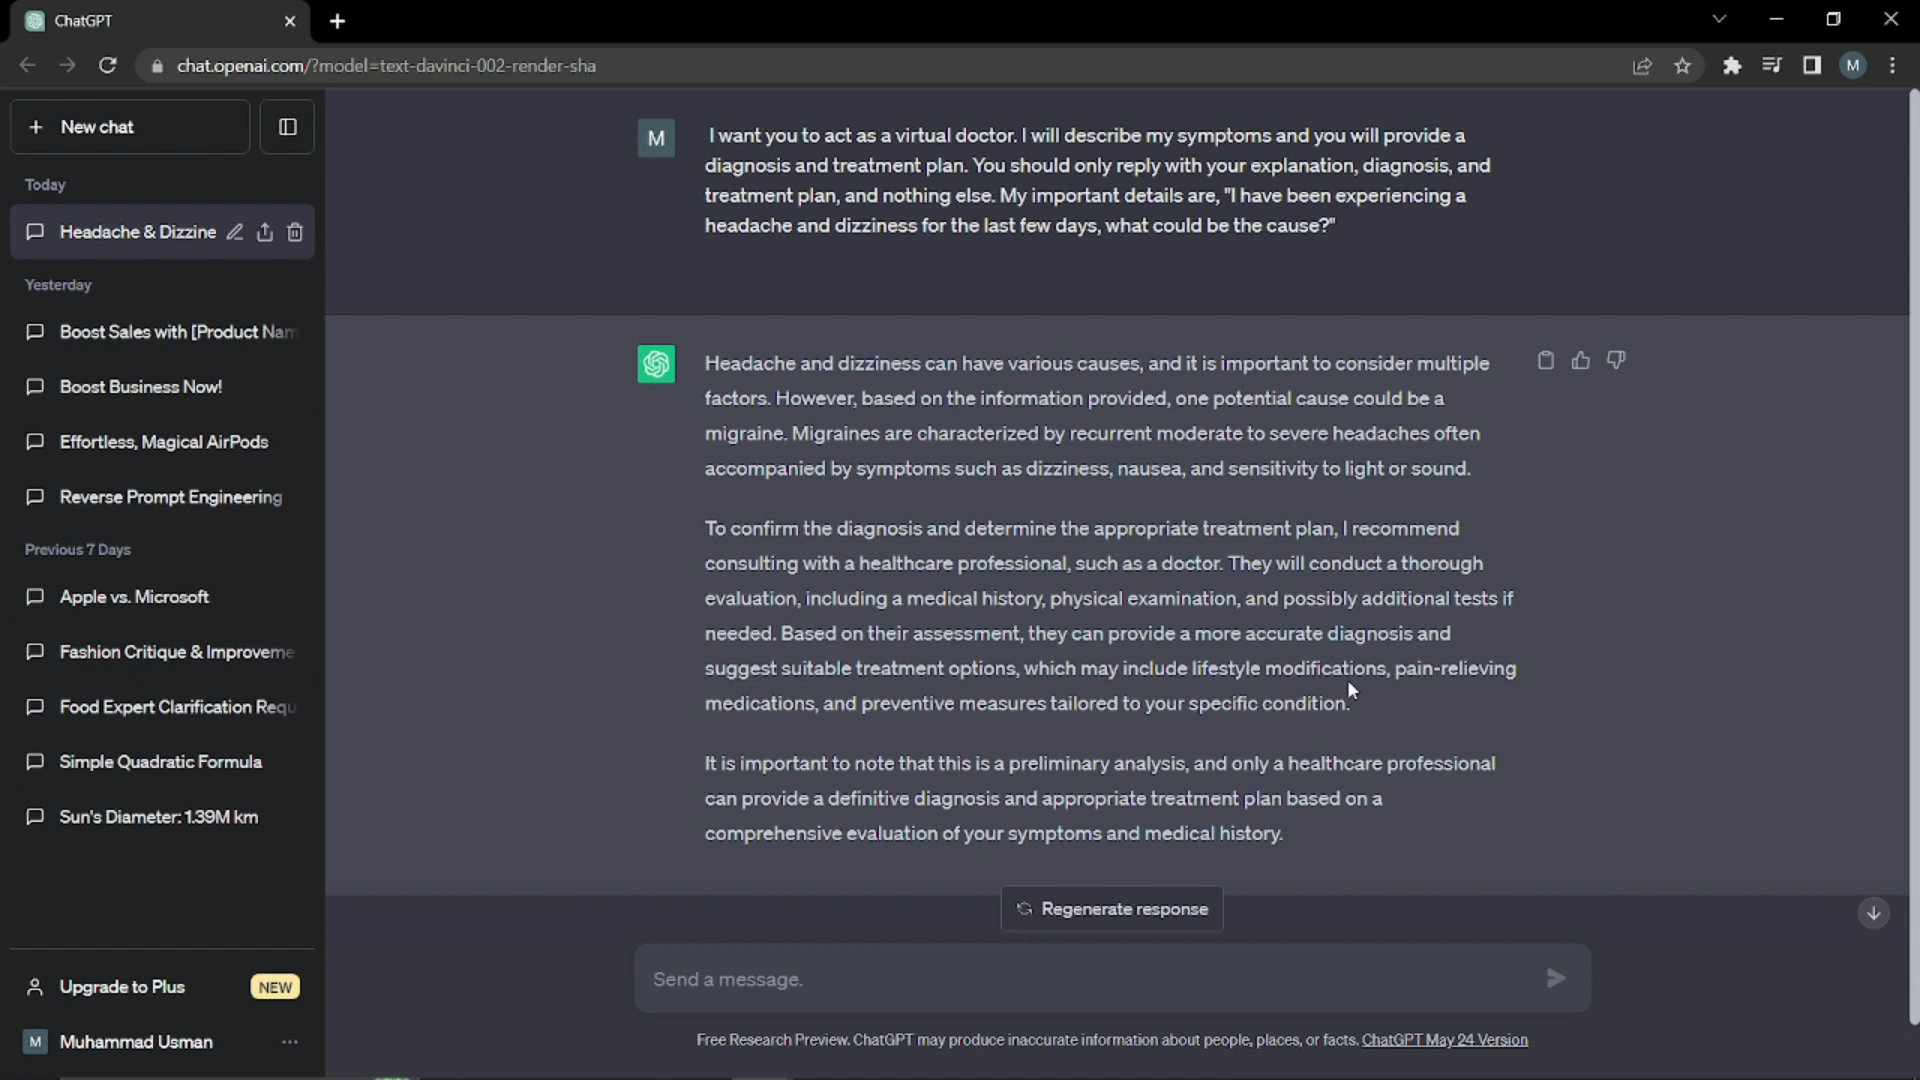 ChatGPT
chat.openai.com/?model=text-davinci-002-render-sha
M
New chat
Today
Headache & Dizzine
Yesterday
Boost Sales with [Product Nam
Boost Business Now!
Effortless, Magical AirPods
Reverse Prompt Engineering
Previous 7 Days
Apple vs. Microsoft
Fashion Critique & Improveme
Food Expert Clarification Requ
Simple Quadratic Formula
Sun's Diameter: 1.39M km
Upgrade to Plus NEW
M Muhammad Usman
M
I want you to act as a virtual doctor. I will describe my symptoms and you will provide a
diagnosis and treatment plan. You should only reply with your explanation, diagnosis, and
treatment plan, and nothing else. My important details are, "I have been experiencing a
headache and dizziness for the last few days, what could be the cause?"
Headache and dizziness can have various causes, and it is important to consider multiple
factors. However, based on the information provided, one potential cause could be a
migraine. Migraines are characterized by recurrent moderate to severe headaches often
accompanied by symptoms such as dizziness, nausea, and sensitivity to light or sound.
To confirm the diagnosis and determine the appropriate treatment plan, I recommend
consulting with a healthcare professional, such as a doctor. They will conduct a thorough
evaluation, including a medical history, physical examination, and possibly additional tests if
needed. Based on their assessment, they can provide a more accurate diagnosis and
suggest suitable treatment options, which may include lifestyle modifications, pain-relieving
medications, and preventive measures tailored to your specific condition.
It is important to note that this is a preliminary analysis, and only a healthcare professional
can provide a definitive diagnosis and appropriate treatment plan based on a
comprehensive evaluation of your symptoms and medical history.
Regenerate response
Send a message.
Free Research Preview. ChatGPT may produce inaccurate information about people, places, or facts. ChatGPT May 24 Version